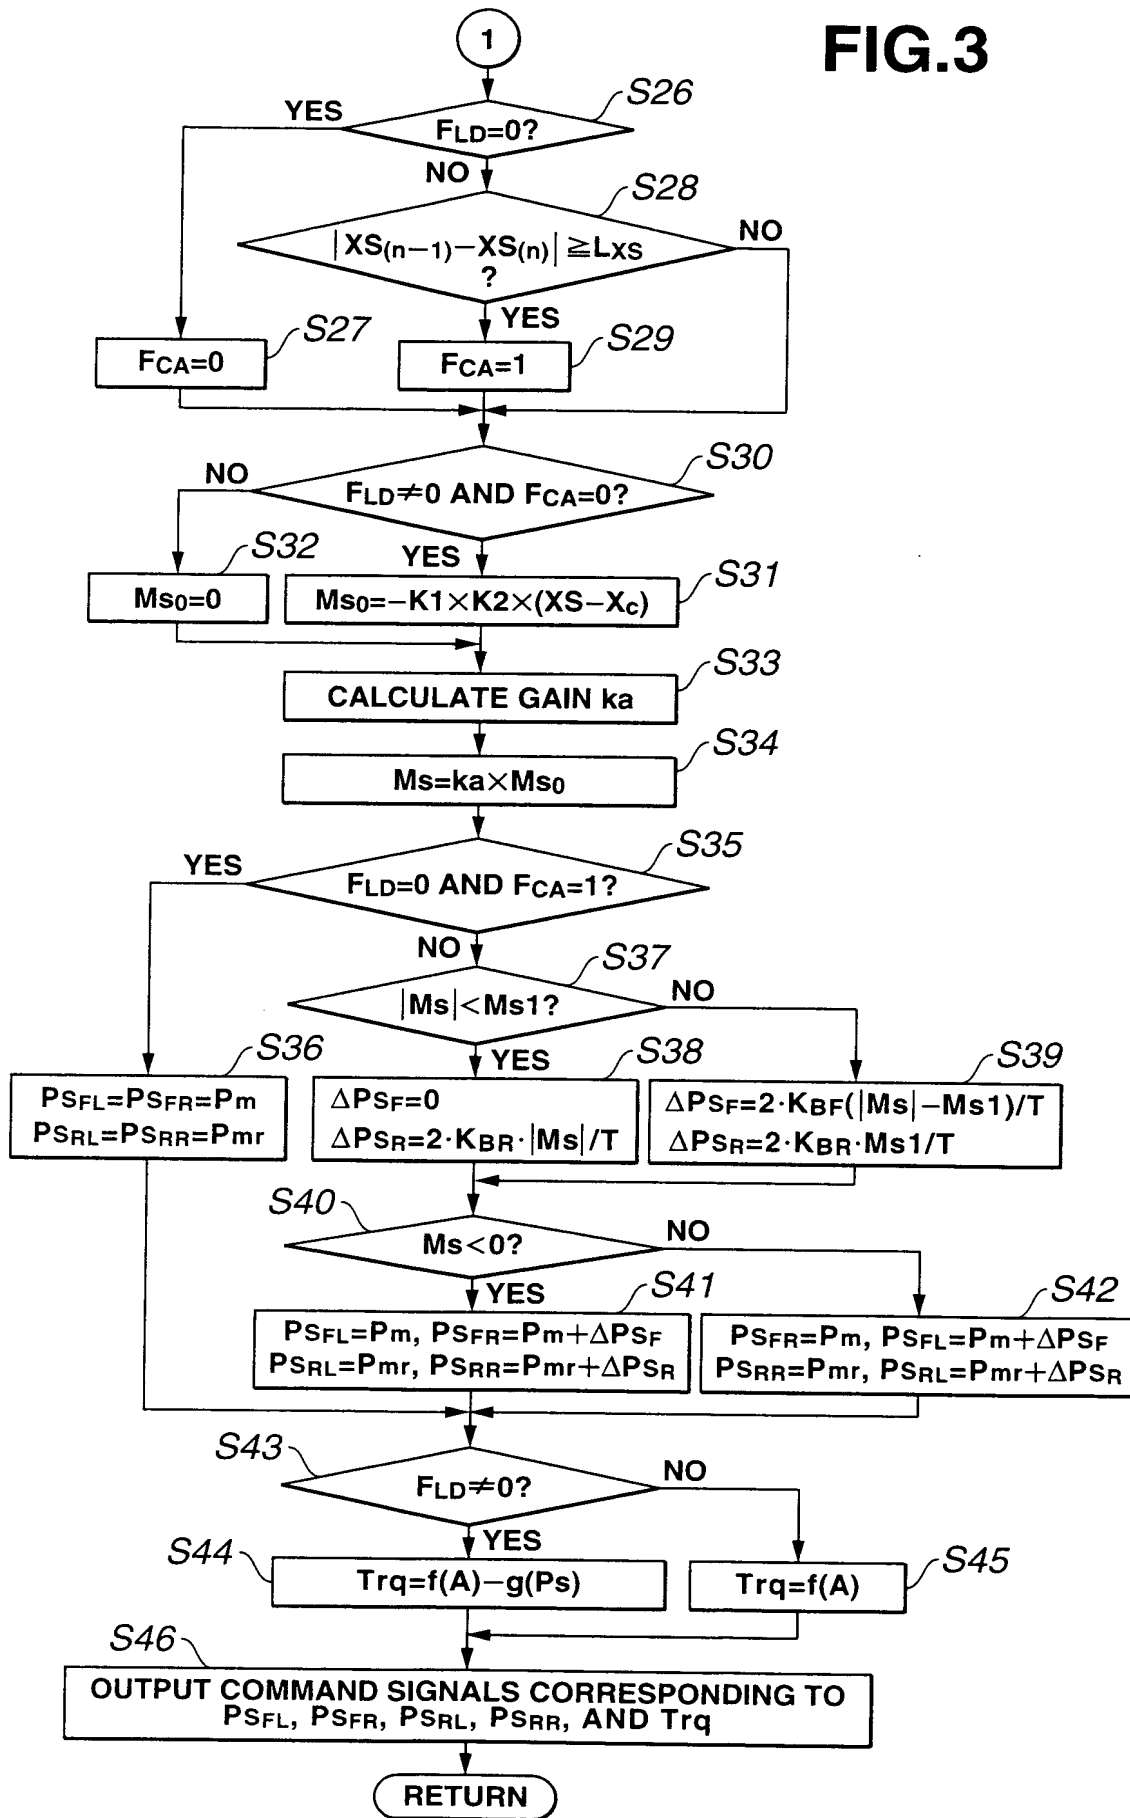 FIG.3
1
S26
YES
FLD=0?
NO
S28
NO
|XS(n−1)−XS(n)|≧LXS
?
YES
S27
S29
FCA=0
FCA=1
S30
NO
FLD≠0 AND FCA=0?
YES
S32
S31
Ms0=0
Ms0=−K1×K2×(XS−Xc)
S33
CALCULATE GAIN ka
S34
Ms=ka×Ms0
S35
YES
FLD=0 AND FCA=1?
NO
S37
NO
|Ms|<Ms1?
YES
S36
PSFL=PSFR=Pm
PSRL=PSRR=Pmr
S38
ΔPSF=0
ΔPSR=2·KBR·|Ms|/T
S39
ΔPSF=2·KBF(|Ms|−Ms1)/T
ΔPSR=2·KBR·Ms1/T
S40
NO
Ms<0?
YES
S41
PSFL=Pm, PSFR=Pm+ΔPSF
PSRL=Pmr, PSRR=Pmr+ΔPSR
S42
PSFR=Pm, PSFL=Pm+ΔPSF
PSRR=Pmr, PSRL=Pmr+ΔPSR
S43
NO
FLD≠0?
YES
S44
Trq=f(A)−g(Ps)
S45
Trq=f(A)
S46
OUTPUT COMMAND SIGNALS CORRESPONDING TO
PSFL, PSFR, PSRL, PSRR, AND Trq
RETURN